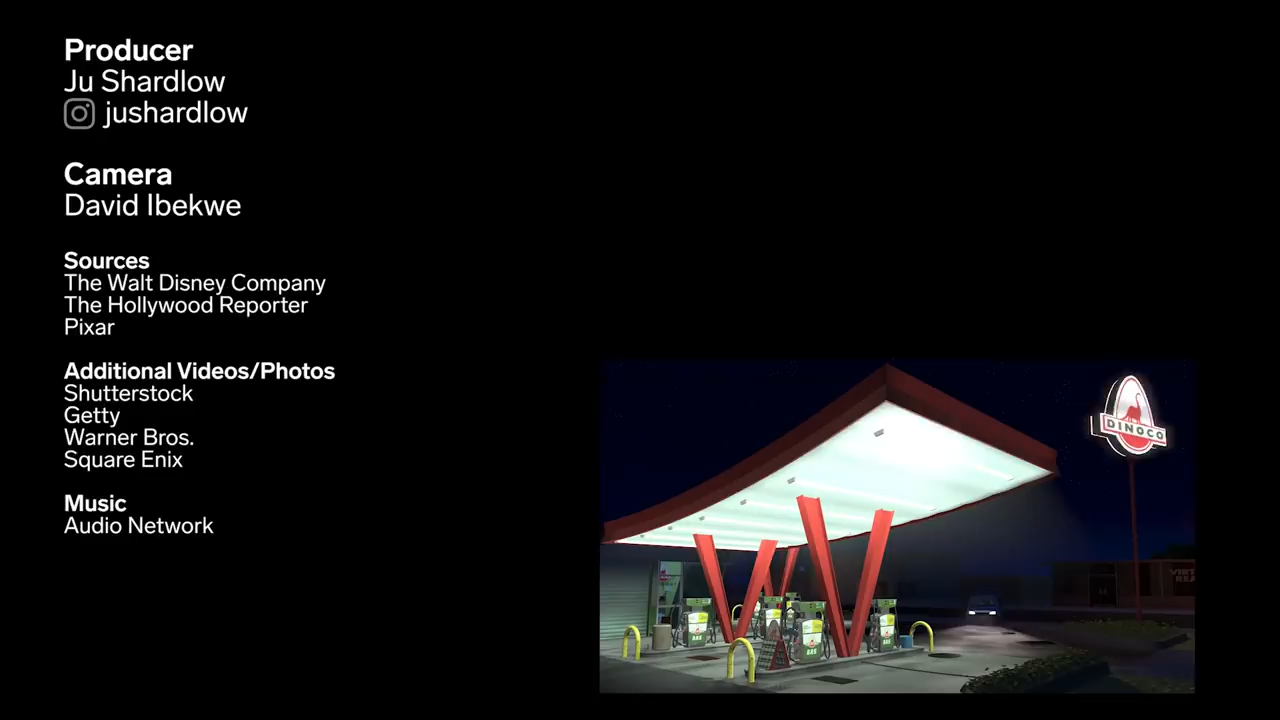 Producer
Ju Shardlow
jushardlow
Camera
David Ibekwe
Sources
The Walt Disney Company
The Hollywood Reporter
Pixar
Additional Videos/Photos
Shutterstock
Getty
Warner Bros.
Square Enix
Music
Audio Network
DINOCO
GAS